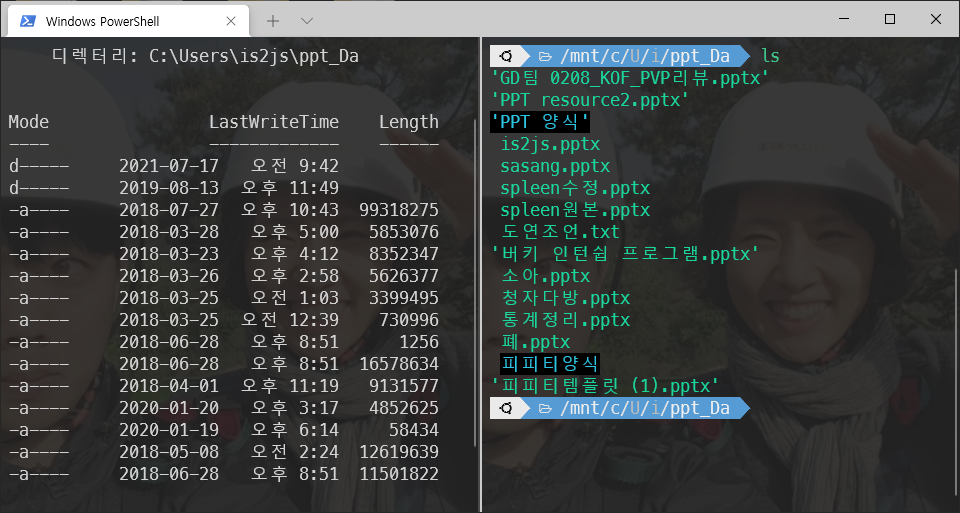 Windows PowerShell
디렉터리: C:\Users\is2js\ppt_Da
Mode LastWriteTime Length
---- ------------- ------
d----- 2021-07-17 오전 9:42
d----- 2019-08-13 오후 11:49
-a---- 2018-07-27 오후 10:43 99318275
-a---- 2018-03-28 오후 5:00 5853076
-a---- 2018-03-23 오후 4:12 8352347
-a---- 2018-03-26 오후 2:58 5626377
-a---- 2018-03-25 오전 1:03 3399495
-a---- 2018-03-25 오전 12:39 730996
-a---- 2018-06-28 오후 8:51 1256
-a---- 2018-06-28 오후 8:51 16578634
-a---- 2018-04-01 오후 11:19 9131577
-a---- 2020-01-20 오후 3:17 4852625
-a---- 2020-01-19 오후 6:14 58434
-a---- 2018-05-08 오전 2:24 12619639
-a---- 2018-06-28 오후 8:51 11501822
/mnt/c/U/i/ppt_Da ls
'GD팀 0208_KOF_PVP리뷰.pptx'
'PPT resource2.pptx'
'PPT 양식'
is2js.pptx
sasang.pptx
spleen수정.pptx
spleen원본.pptx
도연조언.txt
'버키 인턴쉽 프로그램.pptx'
소아.pptx
청자다방.pptx
통계정리.pptx
폐.pptx
피피티양식
'피피티템플릿 (1).pptx'
/mnt/c/U/i/ppt_Da